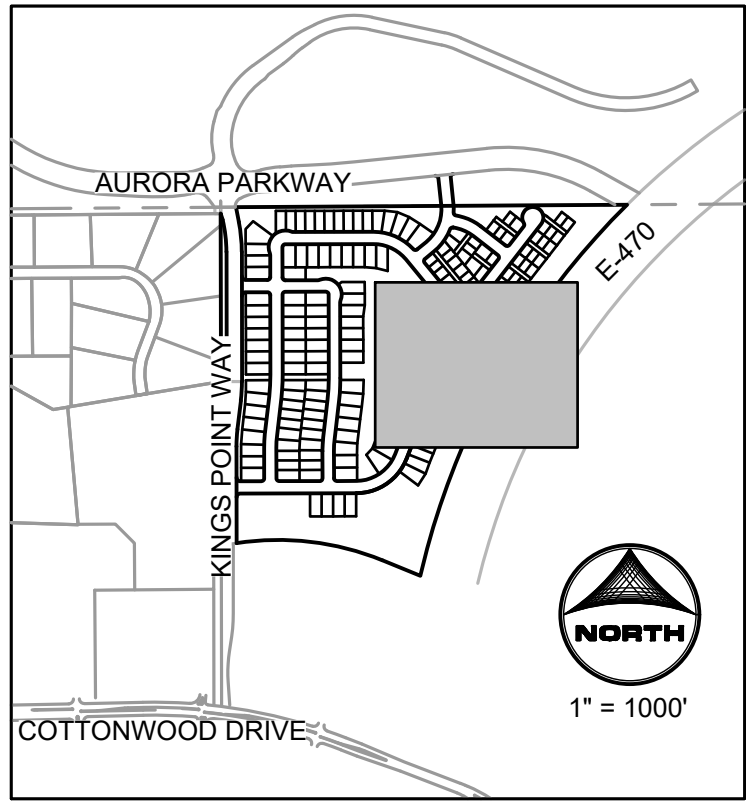 AURORA PARKWAY
E-470
KINGS POINT WAY
NORTH
1" = 1000'
COTTONWOOD DRIVE